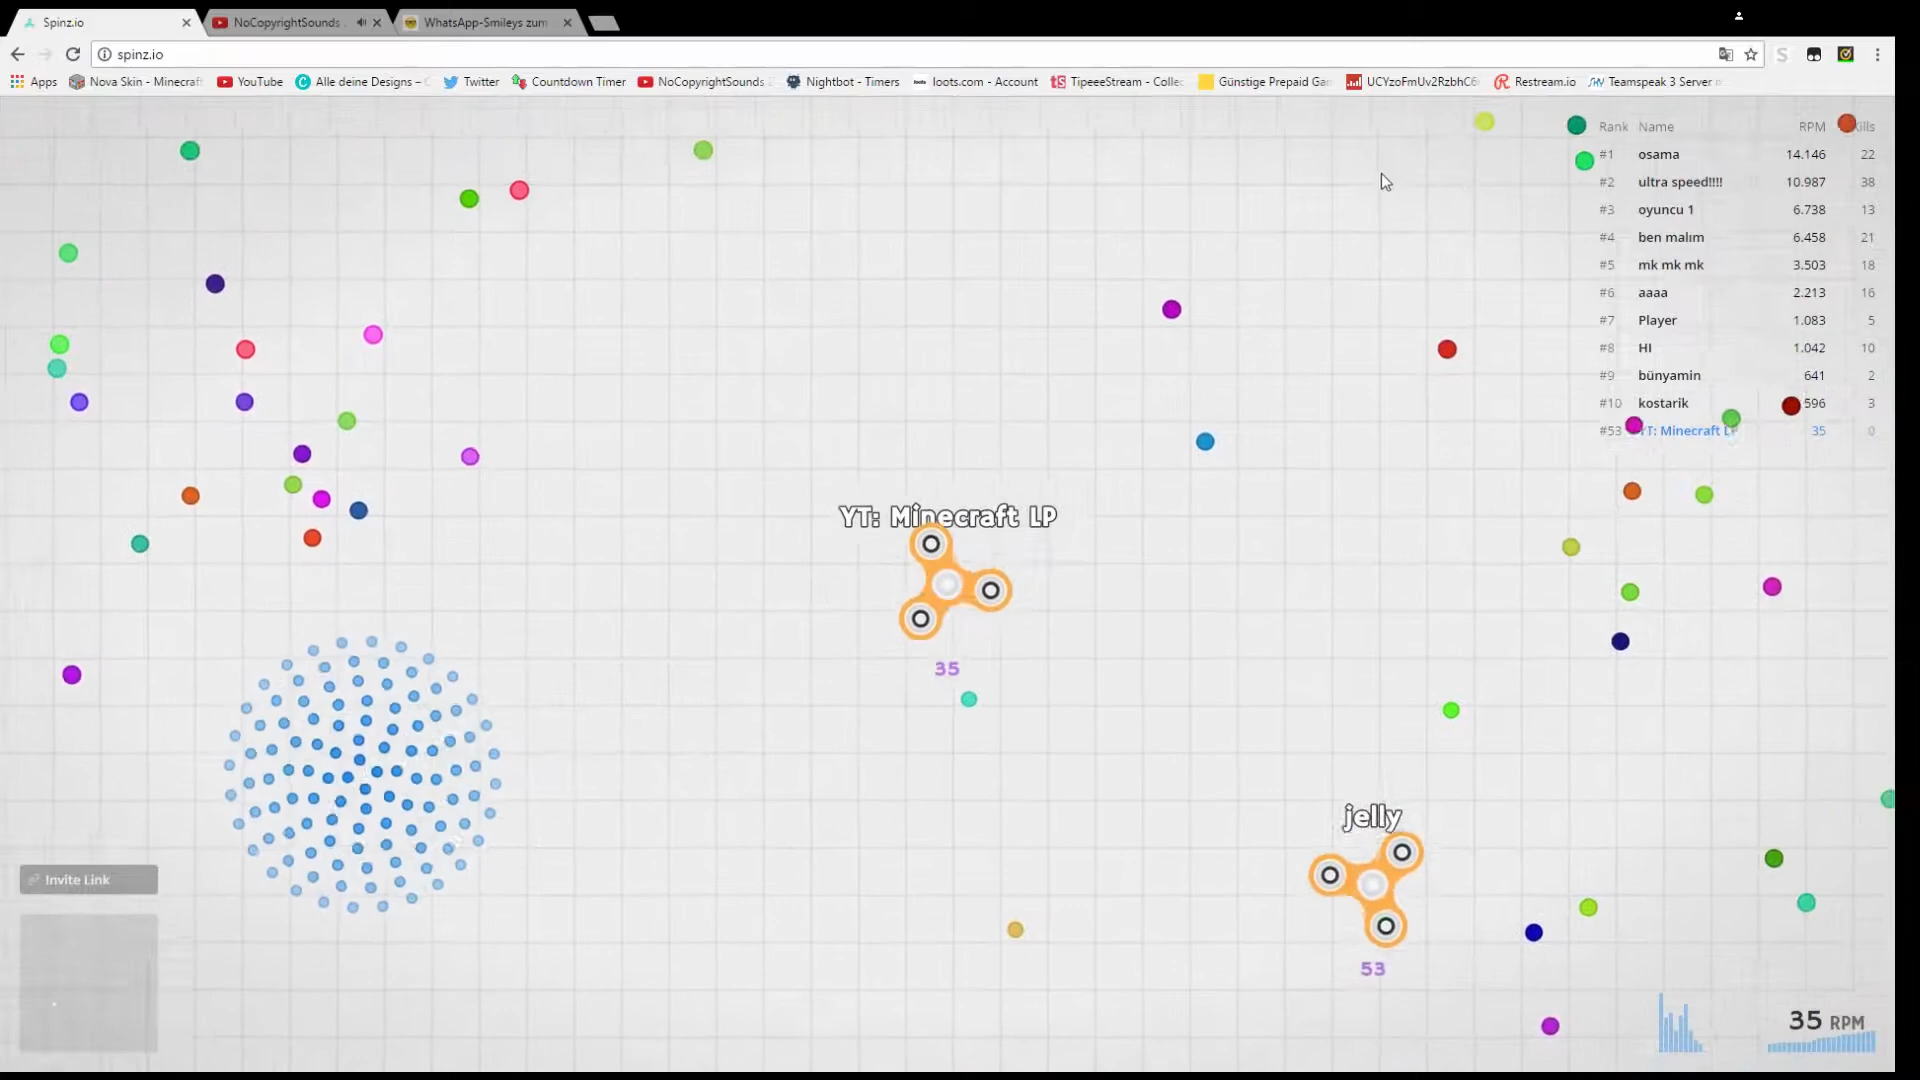 Spinz.io
NoCopyrightSounds
WhatsApp-Smileys zum
spinz.io
Apps
Nova Skin - Minecraf
YouTube
Alle deine Designs –
Twitter
Countdown Timer
NoCopyrightSounds
Nightbot - Timers
loots.com - Account
TipeeeStream - Collec
Günstige Prepaid Gan
UCYzoFmUv2RzbhC6
Restream.io
Teamspeak 3 Server
Rank Name RPM Kills
#1 osama 14.146 22
#2 ultra speed!!!! 10.987 38
#3 oyuncu 1 6.738 13
#4 ben malım 6.458 21
#5 mk mk mk 3.503 18
#6 aaaa 2.213 16
#7 Player 1.083 5
#8 HI 1.042 10
#9 bünyamin 641 2
#10 kostarik 596 3
#53 YT: Minecraft LP 35 0
YT: Minecraft LP
35
jelly
53
Invite Link
35 RPM